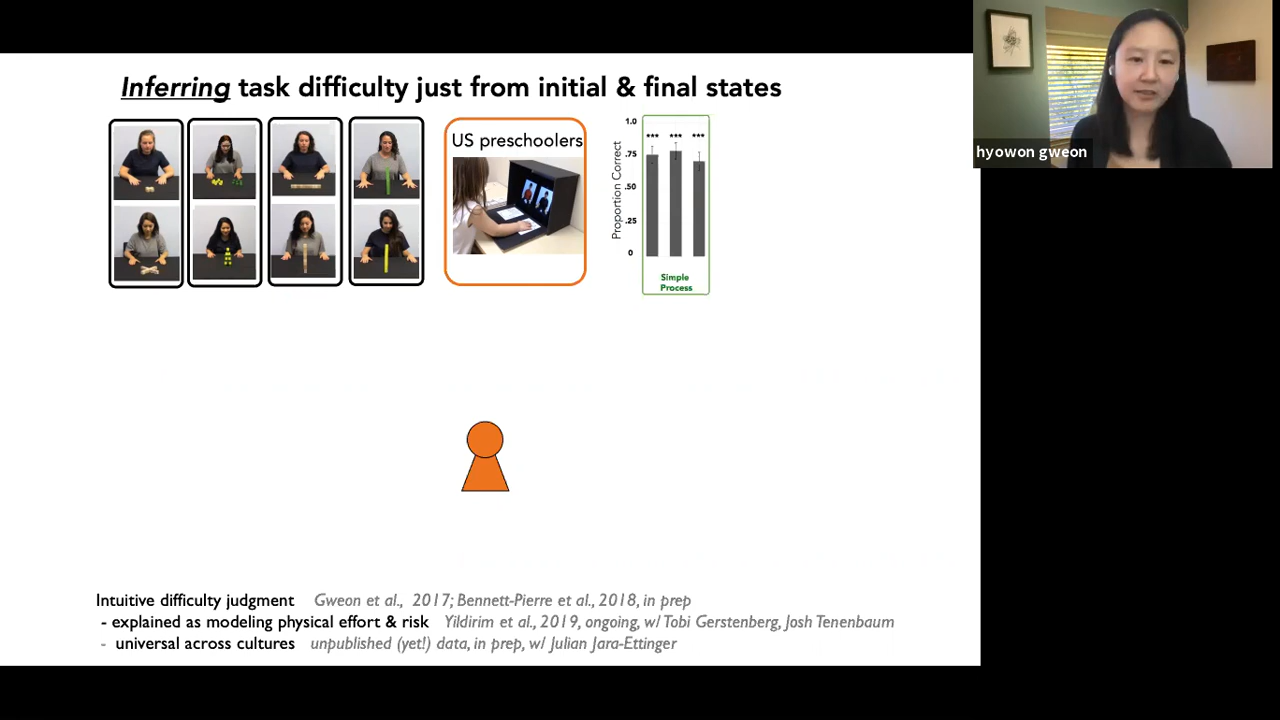 Inferring task difficulty just from initial & final states
hyowon gweon
US preschoolers
Proportion Correct
1.0
.75
.50
.25
0
*** *** ***
Simple
Process
Intuitive difficulty judgment Gweon et al., 2017; Bennett-Pierre et al., 2018, in prep
- explained as modeling physical effort & risk Yildirim et al., 2019, ongoing, w/ Tobi Gerstenberg, Josh Tenenbaum
- universal across cultures unpublished (yet!) data, in prep, w/ Julian Jara-Ettinger